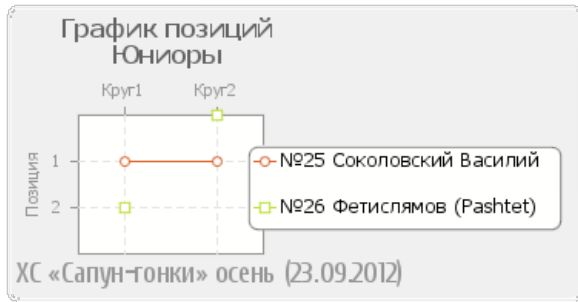 График позиций
Юниоры
Круг1 Круг2
Позиция
1
2
№25 Соколовский Василий
№26 Фетислямов (Pashtet)
ХС «Сапун-гонки» осень (23.09.2012)